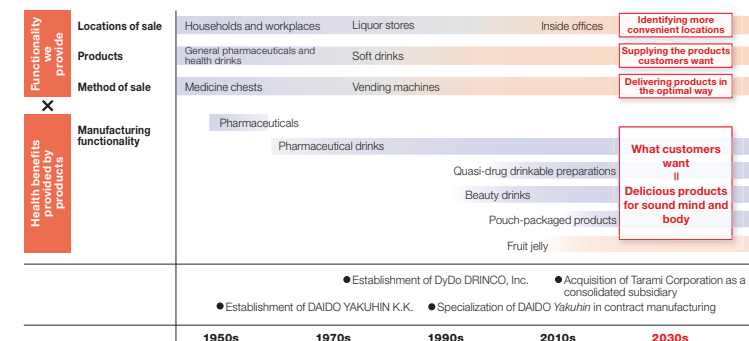 Functionality
we
provide
Locations of sale
Households and workplaces
Liquor stores
Inside offices
Identifying more
convenient locations
Products
General pharmaceuticals and
health drinks
Soft drinks
Supplying the products
customers want
Method of sale
Medicine chests
Vending machines
Delivering products in
the optimal way
×
Health benefits
provided by
products
Manufacturing
functionality
Pharmaceuticals
Pharmaceutical drinks
Quasi-drug drinkable preparations
Beauty drinks
Pouch-packaged products
Fruit jelly
What customers
want
=
Delicious products
for sound mind and
body
●Establishment of DyDo DRINCO, Inc.
●Acquisition of Tarami Corporation as a
consolidated subsidiary
●Establishment of DAIDO YAKUHIN K.K.
●Specialization of DAIDO Yakuhin in contract manufacturing
1950s
1970s
1990s
2010s
2030s